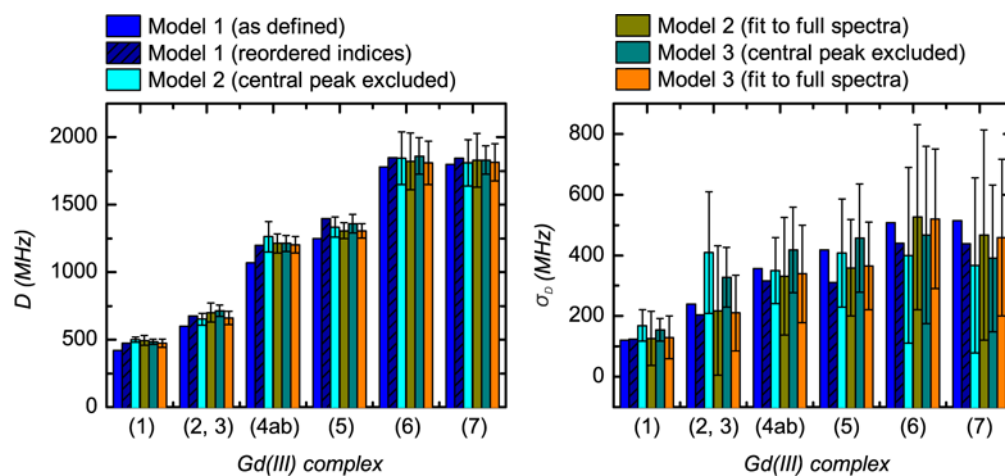 Model 1 (as defined)
Model 1 (reordered indices)
Model 2 (central peak excluded)
Model 2 (fit to full spectra)
Model 3 (central peak excluded)
Model 3 (fit to full spectra)
D (MHz)
2000
1500
1000
500
0
(1) (2, 3) (4ab) (5) (6) (7)
Gd(III) complex
σD (MHz)
800
600
400
200
0
(1) (2, 3) (4ab) (5) (6) (7)
Gd(III) complex